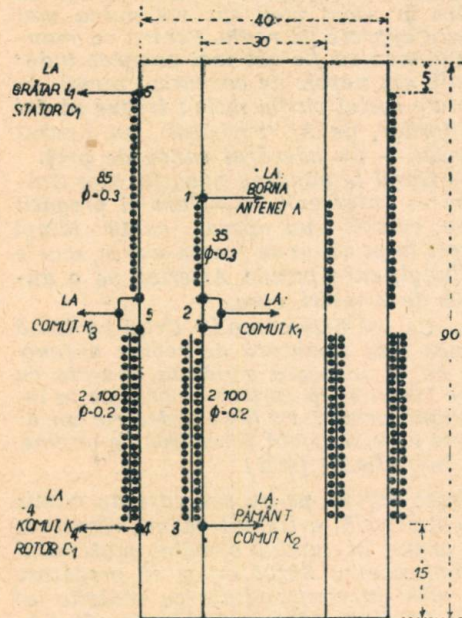 40
30
5
LA
GRĂTAR L1
STATOR C1
6
85
ϕ=0.3
1
LA:
BORNA
ANTENEI A
35
ϕ=0.3
LA
COMUT. K3
5
2
LA
COMUT. K1
90
2×100
ϕ=0.2
2 100
ϕ=0.2
LA
KOMUT K4
ROTOR C1
4
3
LA:
PĂMÂNT
COMUT K2
15